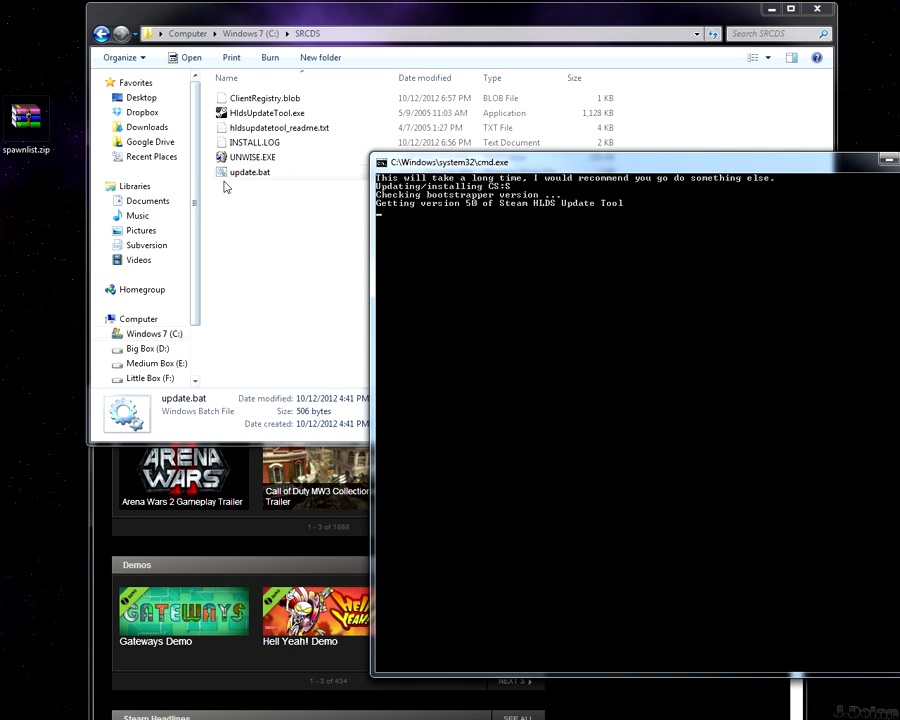 Computer ▸ Windows 7 (C:) ▸ SRCDS
Search SRCDS
Organize
Open
Print
Burn
New folder
Favorites
Desktop
Dropbox
Downloads
Google Drive
Recent Places
Libraries
Documents
Music
Pictures
Subversion
Videos
Homegroup
Computer
Windows 7 (C:)
Big Box (D:)
Medium Box (E:)
Little Box (F:)
Name Date modified Type Size
ClientRegistry.blob 10/12/2012 6:57 PM BLOB File 1 KB
HldsUpdateTool.exe 5/9/2005 11:03 AM Application 1,128 KB
hldsupdatetool_readme.txt 4/7/2005 1:27 PM TXT File 4 KB
INSTALL.LOG 10/12/2012 6:56 PM Text Document 2 KB
UNWISE.EXE
update.bat
spawnlist.zip
C:\Windows\system32\cmd.exe
This will take a long time, I would recommend you go do something else.
Updating/installing CS:S
Checking bootstrapper version ...
Getting version 50 of Steam HLDS Update Tool
update.bat Date modified: 10/12/2012 4:41 PM
Windows Batch File Size: 506 bytes
Date created: 10/12/2012 4:41 PM
ARENA
WARS
Arena Wars 2 Gameplay Trailer
Call of Duty MW3 Collection
Trailer
1 - 3 of 1888
Demos
GATEWAYS
Gateways Demo
Hell Yeah! Demo
1 - 3 of 434
NEXT 3
Steam Headlines
SEE ALL